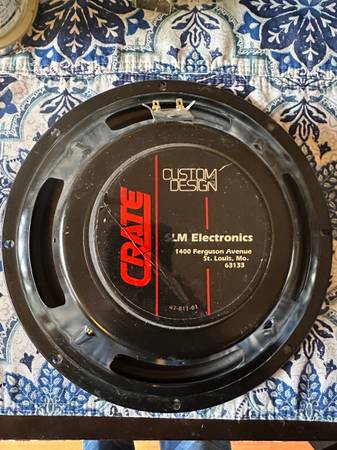 CRATE
CUSTOM
DESIGN
SLM Electronics
1400 Ferguson Avenue
St. Louis, Mo.
63133